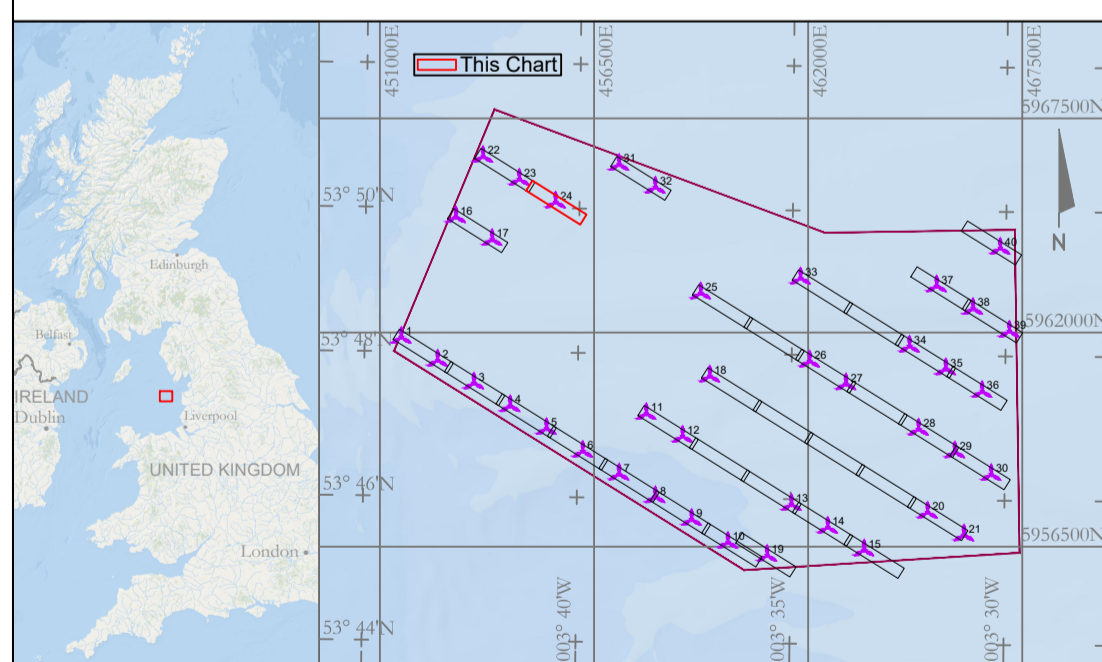 Edinburgh
Belfast
IRELAND
Dublin
Liverpool
UNITED KINGDOM
London
This Chart
451000E
456500E
462000E
467500E
5967500N
53° 50'N
5962000N
53° 48'N
53° 46'N
5956500N
53° 44'N
003° 40'W
003° 35'W
003° 30'W
N
22
23
24
31
32
16
17
40
37
38
39
33
34
35
36
25
26
27
28
29
30
18
20
21
11
12
13
14
15
1
2
3
4
5
6
7
8
9
10
19